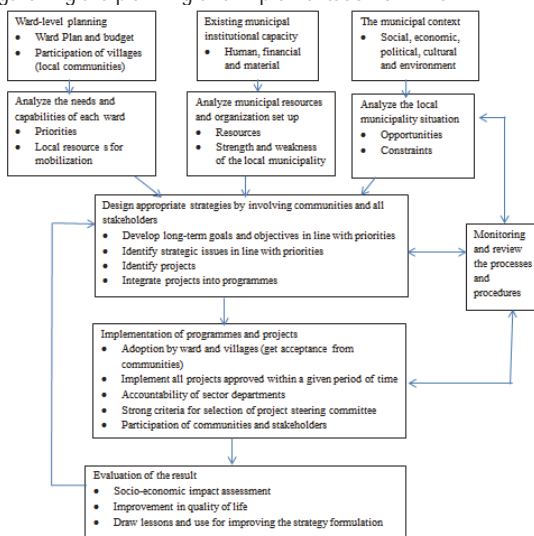 Ward-level planning
• Ward Plan and budget
• Participation of villages
(local communities)
Existing municipal
institutional capacity
• Human, financial
and material
The municipal context
• Social, economic,
political, cultural
and environment
Analyze the needs and
capabilities of each ward
• Priorities
• Local resource s for
mobilization
Analyze municipal resources
and organization set up
• Resources
• Strength and weakness
of the local municipality
Analyze the local
municipality situation
• Opportunities
• Constraints
Design appropriate strategies by involving communities and all
stakeholders
• Develop long-term goals and objectives in line with priorities
• Identify strategic issues in line with priorities
• Identify projects
• Integrate projects into programmes
Monitoring
and review
the processes
and
procedures
Implementation of programmes and projects
• Adoption by ward and villages (get acceptance from
communities)
• Implement all projects approved within a given period of time
• Accountability of sector departments
• Strong criteria for selection of project steering committee
• Participation of communities and stakeholders
Evaluation of the result
• Socio-economic impact assessment
• Improvement in quality of life
• Draw lessons and use for improving the strategy formulation